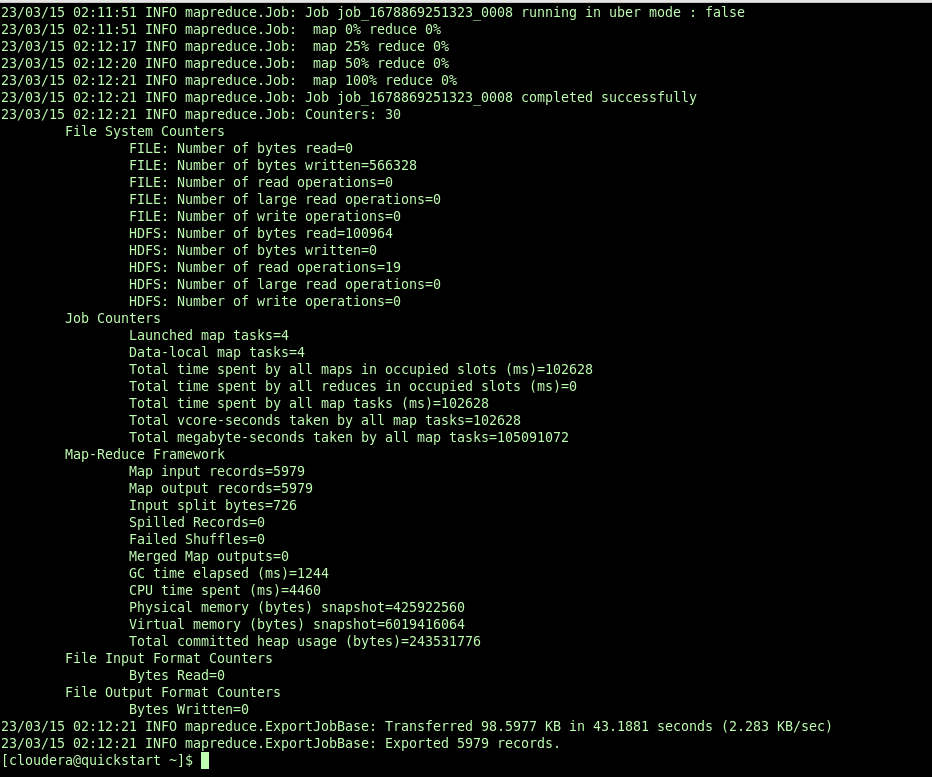 23/03/15 02:11:51 INFO mapreduce.Job: Job job_1678869251323_0008 running in uber mode : false
23/03/15 02:11:51 INFO mapreduce.Job:  map 0% reduce 0%
23/03/15 02:12:17 INFO mapreduce.Job:  map 25% reduce 0%
23/03/15 02:12:20 INFO mapreduce.Job:  map 50% reduce 0%
23/03/15 02:12:21 INFO mapreduce.Job:  map 100% reduce 0%
23/03/15 02:12:21 INFO mapreduce.Job: Job job_1678869251323_0008 completed successfully
23/03/15 02:12:21 INFO mapreduce.Job: Counters: 30
File System Counters
FILE: Number of bytes read=0
FILE: Number of bytes written=566328
FILE: Number of read operations=0
FILE: Number of large read operations=0
FILE: Number of write operations=0
HDFS: Number of bytes read=100964
HDFS: Number of bytes written=0
HDFS: Number of read operations=19
HDFS: Number of large read operations=0
HDFS: Number of write operations=0
Job Counters
Launched map tasks=4
Data-local map tasks=4
Total time spent by all maps in occupied slots (ms)=102628
Total time spent by all reduces in occupied slots (ms)=0
Total time spent by all map tasks (ms)=102628
Total vcore-seconds taken by all map tasks=102628
Total megabyte-seconds taken by all map tasks=105091072
Map-Reduce Framework
Map input records=5979
Map output records=5979
Input split bytes=726
Spilled Records=0
Failed Shuffles=0
Merged Map outputs=0
GC time elapsed (ms)=1244
CPU time spent (ms)=4460
Physical memory (bytes) snapshot=425922560
Virtual memory (bytes) snapshot=6019416064
Total committed heap usage (bytes)=243531776
File Input Format Counters
Bytes Read=0
File Output Format Counters
Bytes Written=0
23/03/15 02:12:21 INFO mapreduce.ExportJobBase: Transferred 98.5977 KB in 43.1881 seconds (2.283 KB/sec)
23/03/15 02:12:21 INFO mapreduce.ExportJobBase: Exported 5979 records.
[cloudera@quickstart ~]$